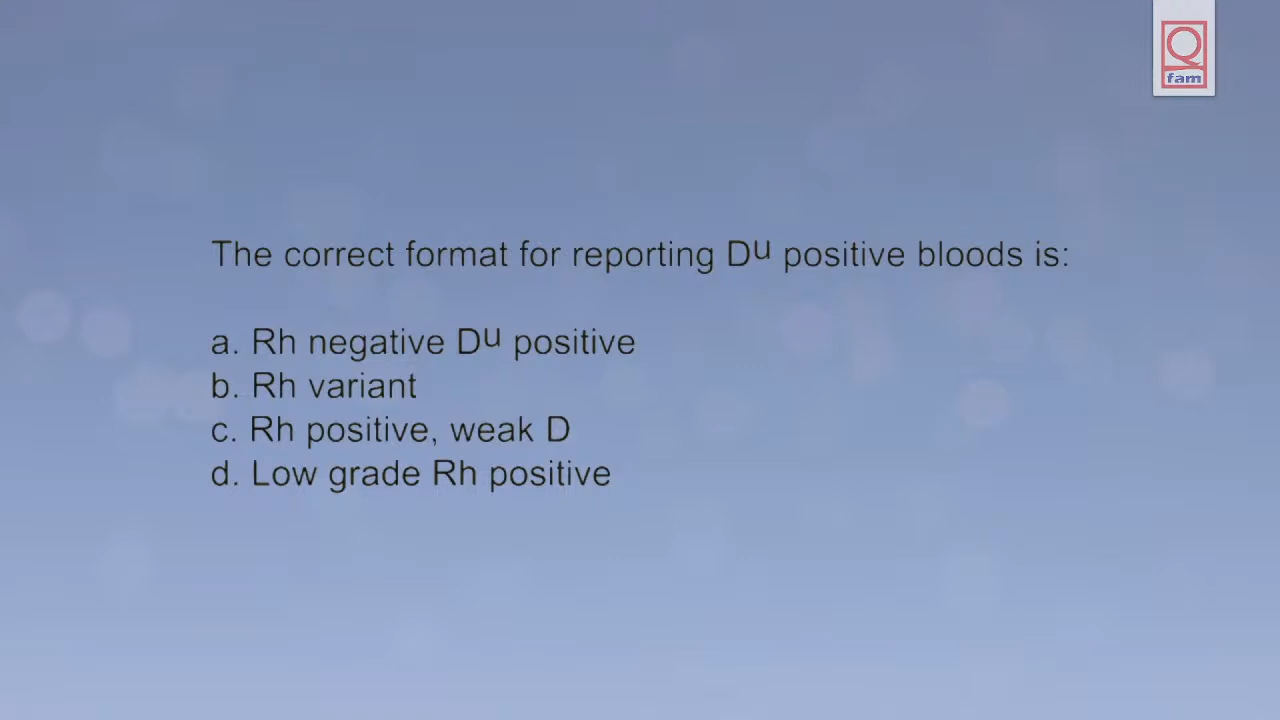 Q
fam
The correct format for reporting Dᵘ positive bloods is:
a. Rh negative Dᵘ positive
b. Rh variant
c. Rh positive, weak D
d. Low grade Rh positive